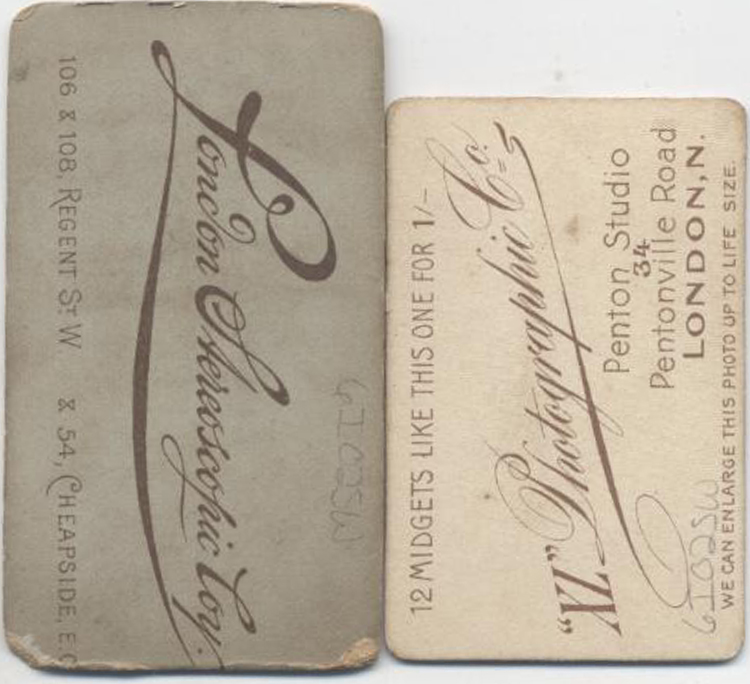 London Stereoscopic Coy.
106 & 108, REGENT ST W & 54, CHEAPSIDE, E.C
12 MIDGETS LIKE THIS ONE FOR 1/-
"XL" Photographic Co.
Penton Studio
34
Pentonville Road
LONDON, N.
WE CAN ENLARGE THIS PHOTO UP TO LIFE SIZE.